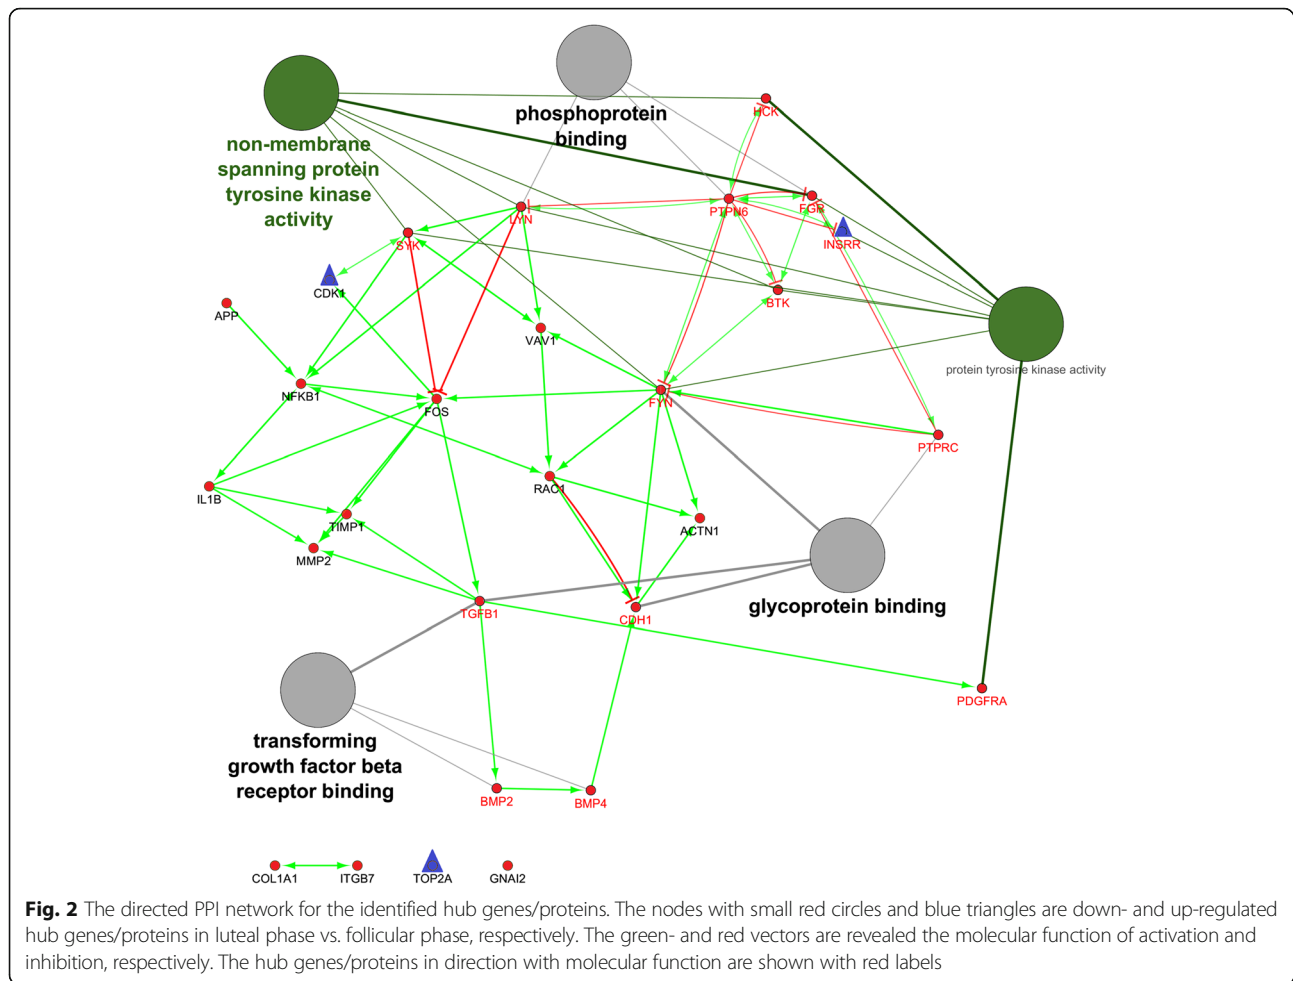 phosphoprotein
binding
non-membrane
spanning protein
tyrosine kinase
activity
HCK
LYN
PTPN6
FGR
INSRR
SYK
CDK1
BTK
APP
VAV1
protein tyrosine kinase activity
NFKB1
FOS
FYN
PTPRC
IL1B
RAC1
TIMP1
ACTN1
MMP2
TGFB1
CDH1
glycoprotein binding
PDGFRA
transforming
growth factor beta
receptor binding
BMP2
BMP4
COL1A1 ITGB7 TOP2A GNAI2
Fig. 2 The directed PPI network for the identified hub genes/proteins. The nodes with small red circles and blue triangles are down- and up-regulated
hub genes/proteins in luteal phase vs. follicular phase, respectively. The green- and red vectors are revealed the molecular function of activation and
inhibition, respectively. The hub genes/proteins in direction with molecular function are shown with red labels